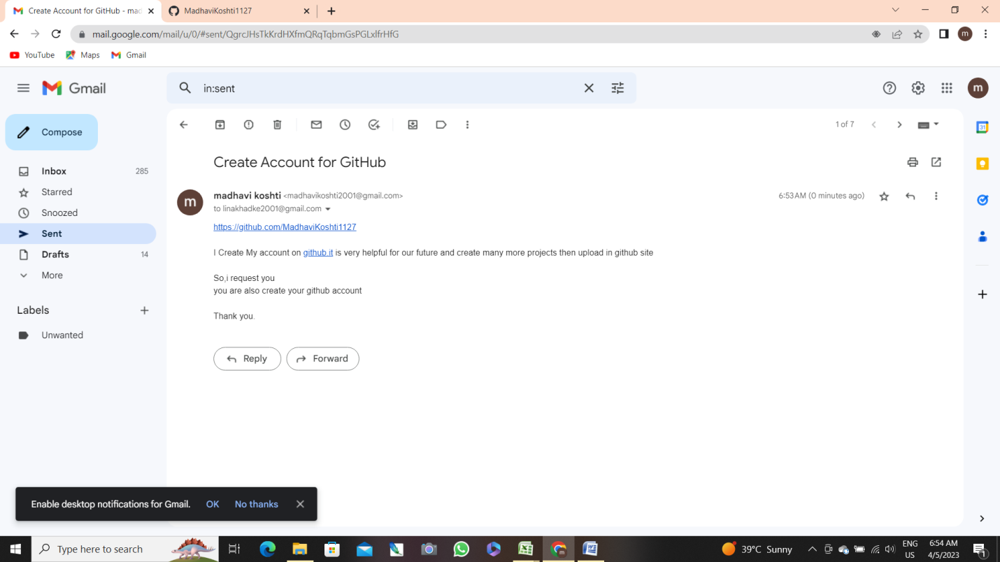 Create Account for GitHub - mad
MadhaviKoshti1127
mail.google.com/mail/u/0/#sent/QgrcJHsTkKrdHXfmQRqTqbmGsPGLxlfrHfG
m
YouTube
Maps
Gmail
Gmail
in:sent
m
Compose
1 of 7
Inbox 285
Starred
Snoozed
Sent
Drafts 14
More
Labels
Unwanted
Create Account for GitHub
m
madhavi koshti <madhavikoshti2001@gmail.com>
6:53 AM (0 minutes ago)
to linakhadke2001@gmail.com
https://github.com/MadhaviKoshti1127
I Create My account on github.it is very helpful for our future and create many more projects then upload in github site
So,i request you
you are also create your github account
Thank you.
Reply
Forward
31
Enable desktop notifications for Gmail. OK No thanks
Type here to search
39°C Sunny
ENG
US
6:54 AM
4/5/2023
1